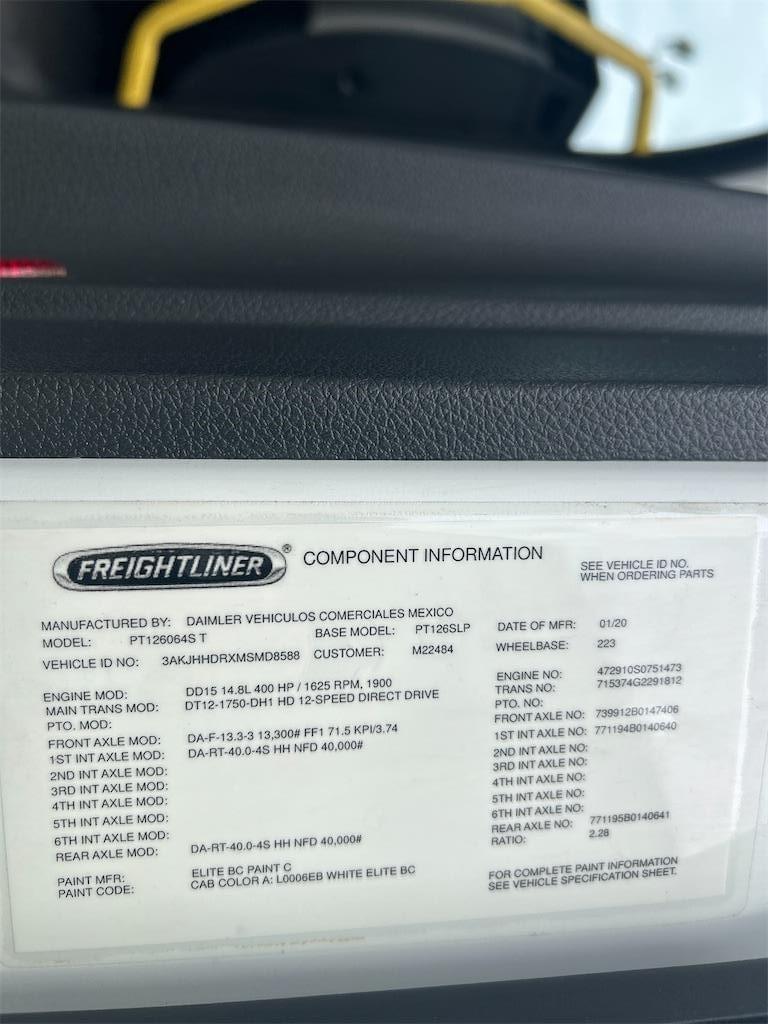 FREIGHTLINER® COMPONENT INFORMATION
SEE VEHICLE ID NO.
WHEN ORDERING PARTS
MANUFACTURED BY: DAIMLER VEHICULOS COMERCIALES MEXICO
DATE OF MFR: 01/20
MODEL: PT126064S T BASE MODEL: PT126SLP
WHEELBASE: 223
VEHICLE ID NO: 3AKJHHDRXMSMD8588 CUSTOMER: M22484
ENGINE MOD: DD15 14.8L 400 HP / 1625 RPM, 1900
ENGINE NO: 472910S0751473
MAIN TRANS MOD: DT12-1750-DH1 HD 12-SPEED DIRECT DRIVE
TRANS NO: 715374G2291812
PTO. MOD:
PTO. NO:
FRONT AXLE MOD: DA-F-13.3-3 13,300# FF1 71.5 KPI/3.74
FRONT AXLE NO: 739912B0147406
1ST INT AXLE MOD: DA-RT-40.0-4S HH NFD 40,000#
1ST INT AXLE NO: 771194B0140640
2ND INT AXLE MOD:
2ND INT AXLE NO:
3RD INT AXLE MOD:
3RD INT AXLE NO:
4TH INT AXLE MOD:
4TH INT AXLE NO:
5TH INT AXLE MOD:
5TH INT AXLE NO:
6TH INT AXLE MOD:
6TH INT AXLE NO:
REAR AXLE MOD: DA-RT-40.0-4S HH NFD 40,000#
REAR AXLE NO: 771195B0140641
RATIO: 2.28
PAINT MFR: ELITE BC PAINT C
PAINT CODE: CAB COLOR A: L0006EB WHITE ELITE BC
FOR COMPLETE PAINT INFORMATION
SEE VEHICLE SPECIFICATION SHEET.